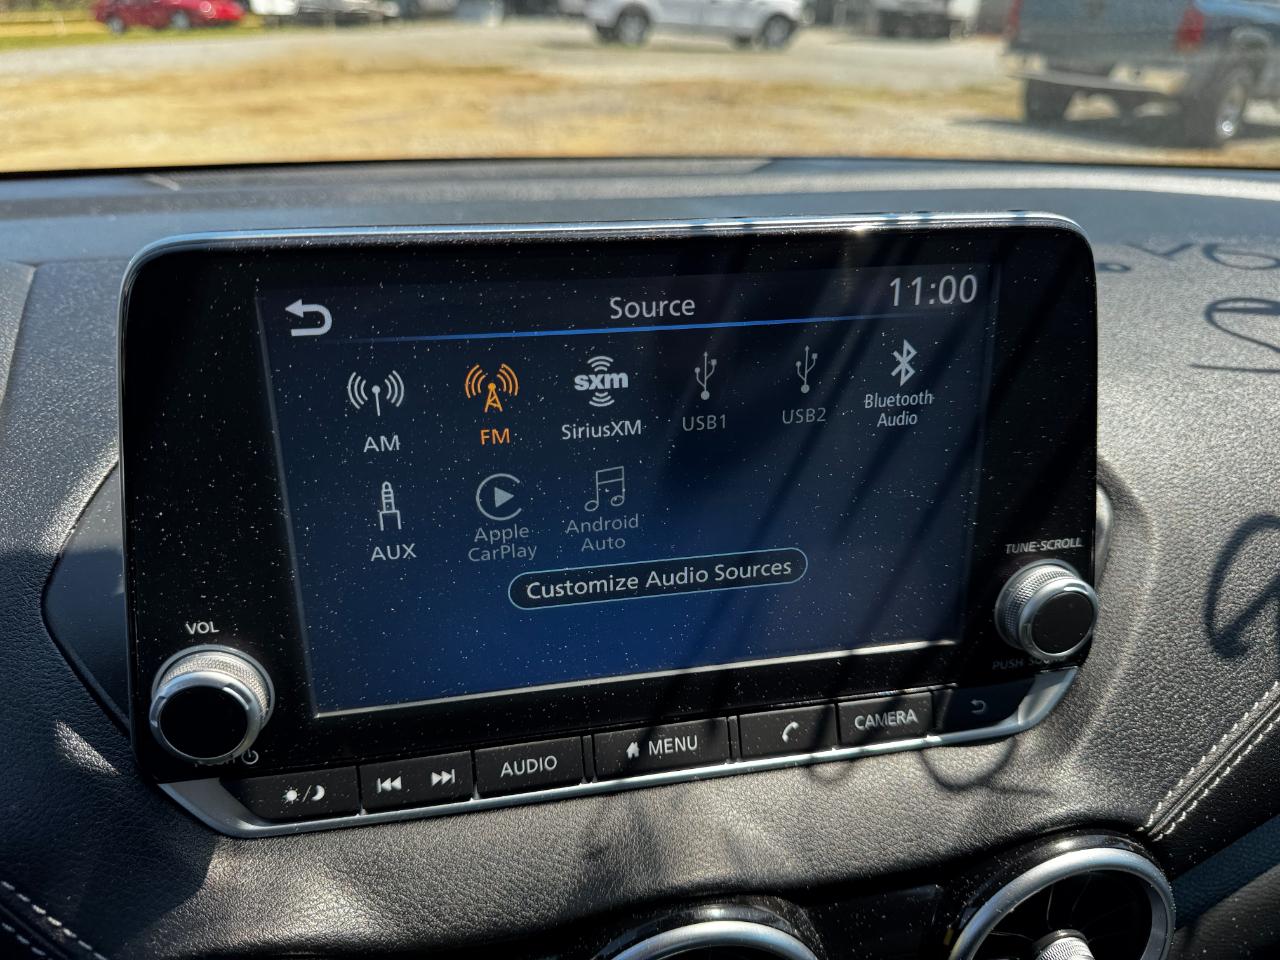 Source
11:00
AM
FM
sxm
SiriusXM
USB1
USB2
Bluetooth
Audio
AUX
Apple
CarPlay
Android
Auto
Customize Audio Sources
VOL
TUNE·SCROLL
PUSH
AUDIO
MENU
CAMERA